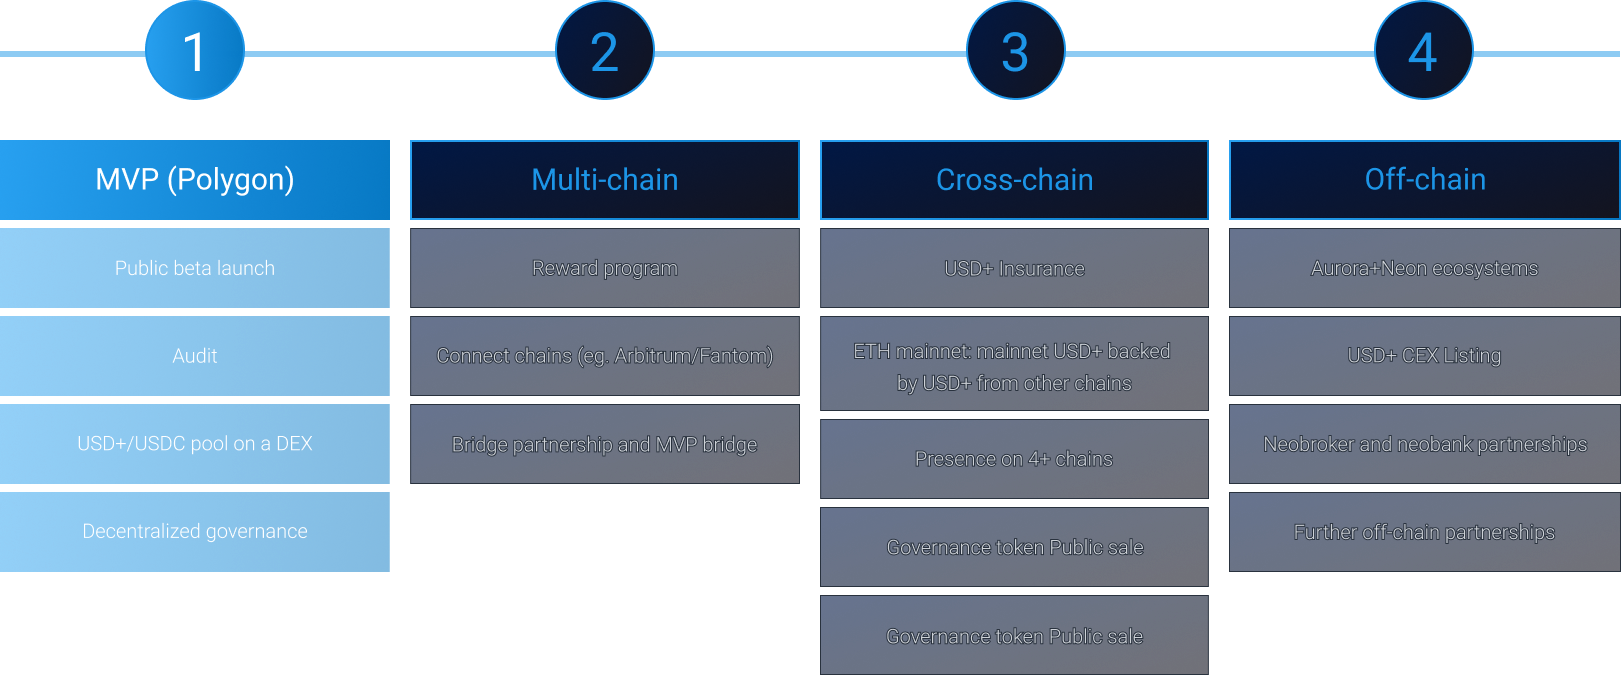 1
2
3
4
MVP (Polygon)
Public beta launch
Audit
USD+/USDC pool on a DEX
Decentralized governance
Multi-chain
Reward program
Connect chains (eg. Arbitrum/Fantom)
Bridge partnership and MVP bridge
Cross-chain
USD+ Insurance
ETH mainnet: mainnet USD+ backed
by USD+ from other chains
Presence on 4+ chains
Governance token Public sale
Governance token Public sale
Off-chain
Aurora+Neon ecosystems
USD+ CEX Listing
Neobroker and neobank partnerships
Further off-chain partnerships